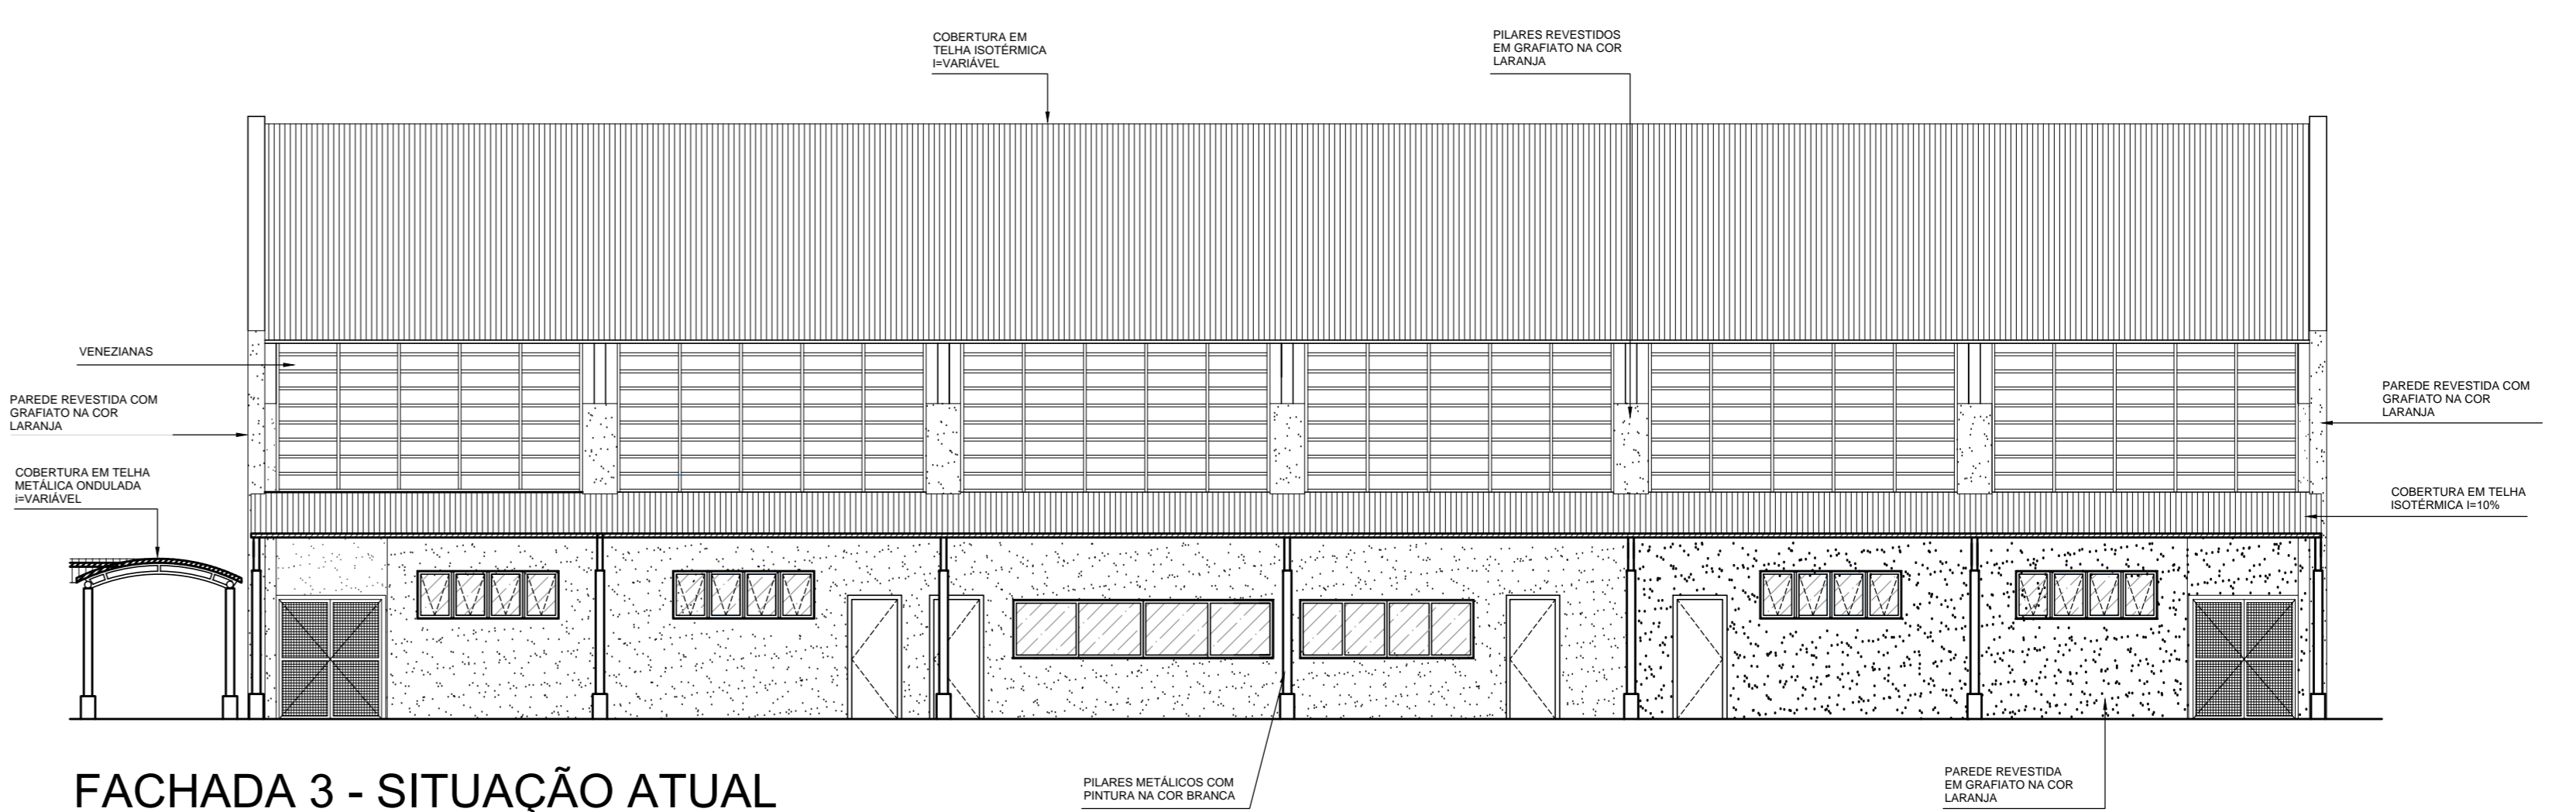 COBERTURA EM
TELHA ISOTÉRMICA
I=VARIÁVEL
PILARES REVESTIDOS
EM GRAFIATO NA COR
LARANJA
VENEZIANAS
PAREDE REVESTIDA COM
GRAFIATO NA COR
LARANJA
PAREDE REVESTIDA COM
GRAFIATO NA COR
LARANJA
COBERTURA EM TELHA
METÁLICA ONDULADA
i=VARIÁVEL
COBERTURA EM TELHA
ISOTÉRMICA I=10%
FACHADA 3 - SITUAÇÃO ATUAL
PILARES METÁLICOS COM
PINTURA NA COR BRANCA
PAREDE REVESTIDA
EM GRAFIATO NA COR
LARANJA